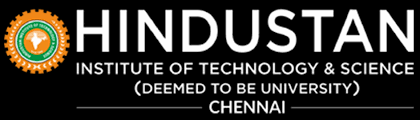 HINDUSTAN
INSTITUTE OF TECHNOLOGY & SCIENCE
(DEEMED TO BE UNIVERSITY)
CHENNAI